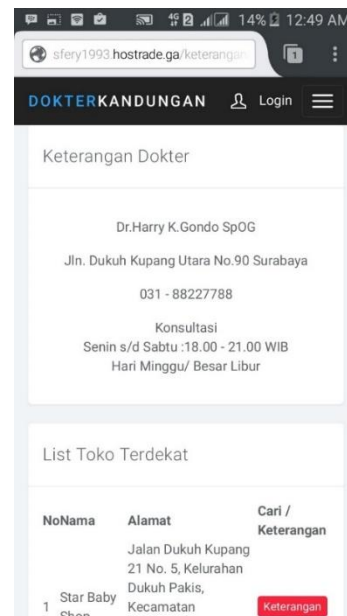 4G 2 14% 12:49 AM
sfery1993.hostrade.ga/keterangan
1
DOKTERKANDUNGAN Login
Keterangan Dokter
Dr.Harry K.Gondo SpOG
Jln. Dukuh Kupang Utara No.90 Surabaya
031 - 88227788
Konsultasi
Senin s/d Sabtu :18.00 - 21.00 WIB
Hari Minggu/ Besar Libur
List Toko Terdekat
NoNama Alamat Cari / Keterangan
Jalan Dukuh Kupang
21 No. 5, Kelurahan
Dukuh Pakis,
1 Star Baby Shop Kecamatan Keterangan